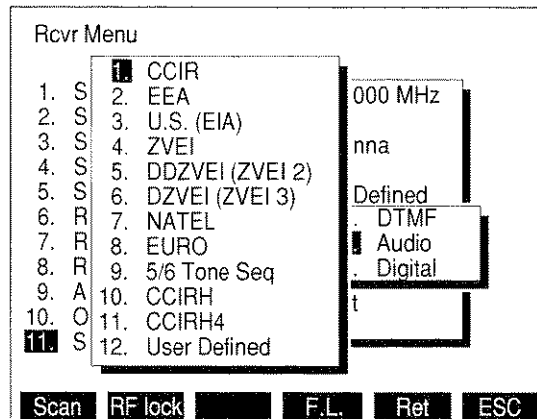 Rcvr Menu
1. S
2. S
3. S
4. S
5. S
6. R
7. R
8. R
9. A
10. O
11. S
1. CCIR
2. EEA
3. U.S. (EIA)
4. ZVEI
5. DDZVEI (ZVEI 2)
6. DZVEI (ZVEI 3)
7. NATEL
8. EURO
9. 5/6 Tone Seq
10. CCIRH
11. CCIRH4
12. User Defined
000 MHz
nna
Defined
. DTMF
Audio
. Digital
t
Scan RF lock F.L. Ret ESC